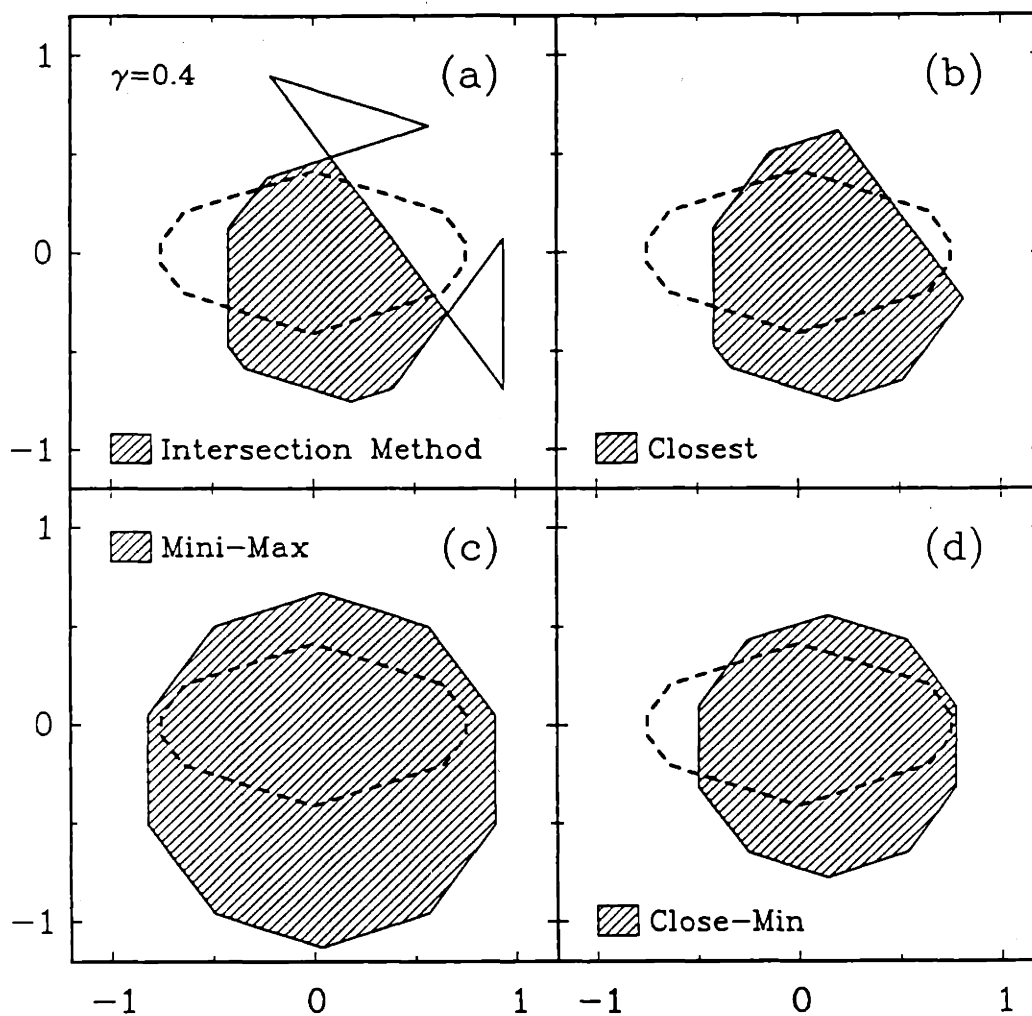 γ=0.4
(a)
(b)
1
0
−1
Intersection Method
Closest
Mini−Max
(c)
(d)
1
0
−1
Close−Min
−1
0
1
−1
0
1